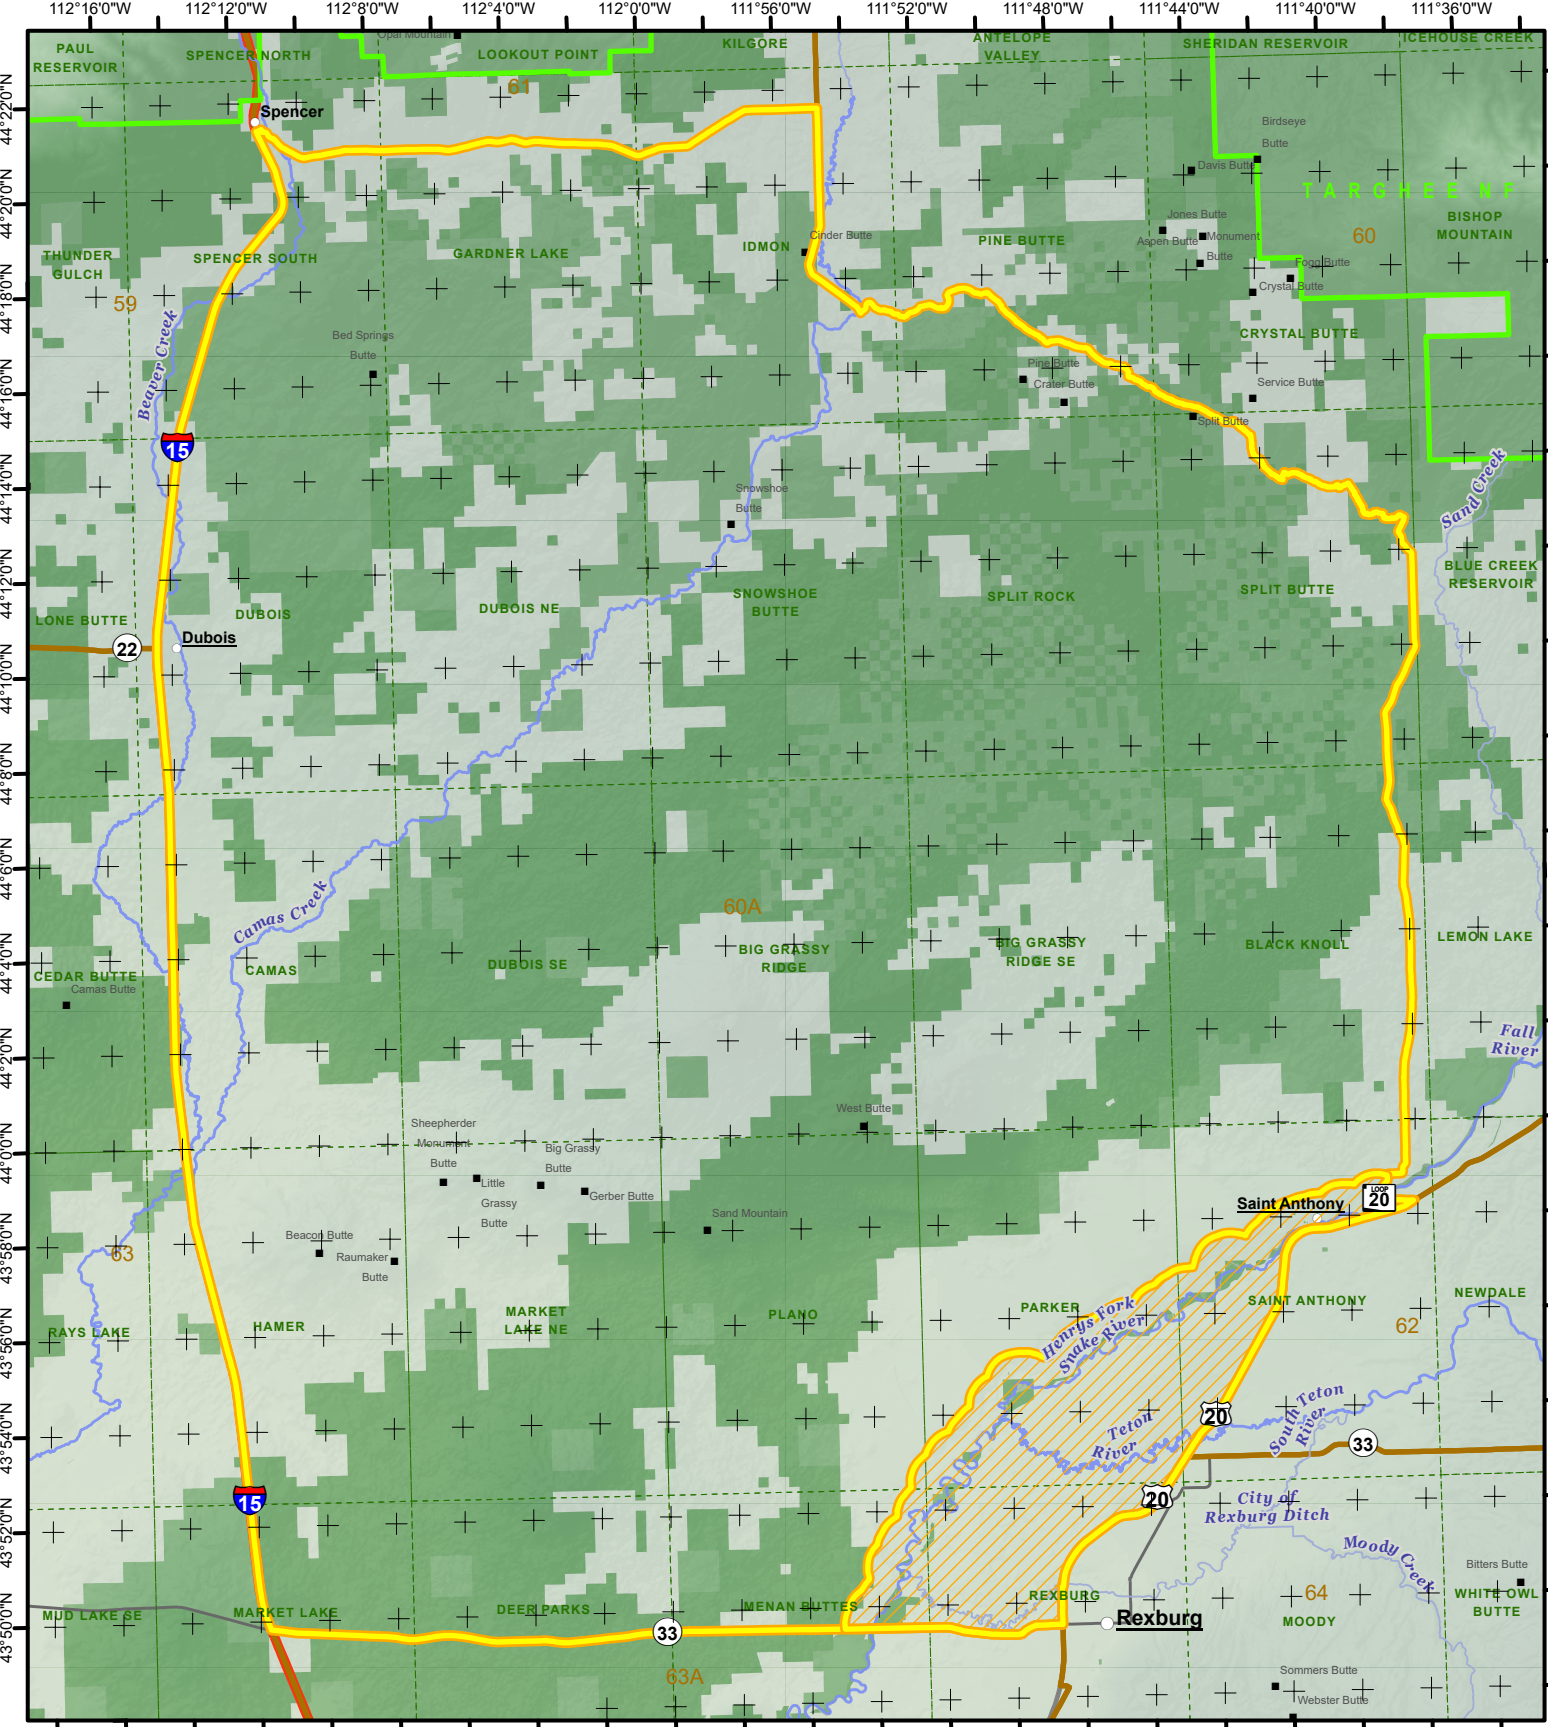 112°16'0"W 112°12'0"W 112°8'0"W 112°4'0"W 112°0'0"W 111°56'0"W 111°52'0"W 111°48'0"W 111°44'0"W 111°40'0"W 111°36'0"W
44°22'0"N
44°20'0"N
44°18'0"N
44°16'0"N
44°14'0"N
44°12'0"N
44°10'0"N
44°8'0"N
44°6'0"N
44°4'0"N
44°2'0"N
44°0'0"N
43°58'0"N
43°56'0"N
43°54'0"N
43°52'0"N
43°50'0"N
PAUL
RESERVOIR
SPENCER NORTH
Opal Mountain
LOOKOUT POINT
KILGORE
ANTELOPE
VALLEY
SHERIDAN RESERVOIR
ICEHOUSE CREEK
61
Spencer
Birdseye
Butte
Davis Butte
TARGHEE NF
Jones Butte
Aspen Butte
Monument
Butte
60
BISHOP
MOUNTAIN
THUNDER
GULCH
SPENCER SOUTH
GARDNER LAKE
IDMON
Cinder Butte
PINE BUTTE
Fogg Butte
Crystal Butte
59
Beaver Creek
Bed Springs
Butte
CRYSTAL BUTTE
Pine Butte
Crater Butte
Service Butte
Split Butte
15
Snowshoe
Butte
Sand Creek
LONE BUTTE
DUBOIS
DUBOIS NE
SNOWSHOE
BUTTE
SPLIT ROCK
SPLIT BUTTE
BLUE CREEK
RESERVOIR
22
Dubois
Camas Creek
60A
CEDAR BUTTE
Camas Butte
CAMAS
DUBOIS SE
BIG GRASSY
RIDGE
BIG GRASSY
RIDGE SE
BLACK KNOLL
LEMON LAKE
Fall
River
West Butte
Sheepherder
Monument
Butte
Little
Grassy
Butte
Big Grassy
Butte
Gerber Butte
Sand Mountain
Saint Anthony
LOOP
20
63
Beacon Butte
Raumaker
Butte
RAYS LAKE
HAMER
MARKET
LAKE NE
PLANO
PARKER
Henrys Fork
Snake River
SAINT ANTHONY
NEWDALE
62
Teton
River
20
South Teton
River
33
15
20
City of
Rexburg Ditch
Moody Creek
Bitters Butte
MUD LAKE SE
MARKET LAKE
DEER PARKS
MENAN BUTTES
REXBURG
64
MOODY
WHITE OWL
BUTTE
33
Rexburg
63A
Sommers Butte
Webster Butte